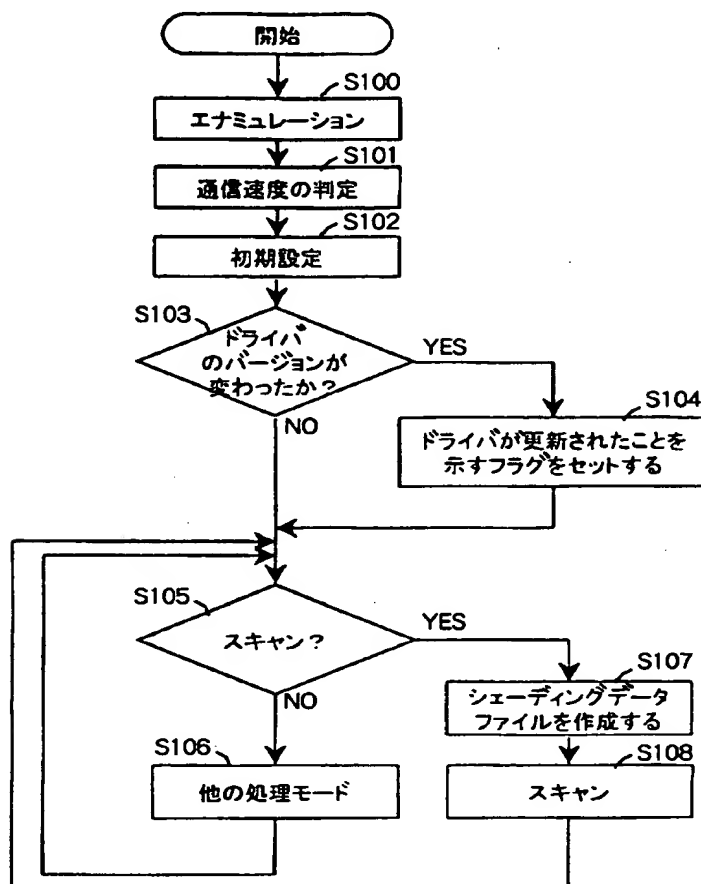 開始
S100
エナミュレーション
S101
通信速度の判定
S102
初期設定
S103
ドライバ
のバージョンが
変わったか?
YES
NO
S104
ドライバが更新されたことを
示すフラグをセットする
S105
スキャン?
YES
NO
S107
シェーディングデータ
ファイルを作成する
S106
他の処理モード
S108
スキャン